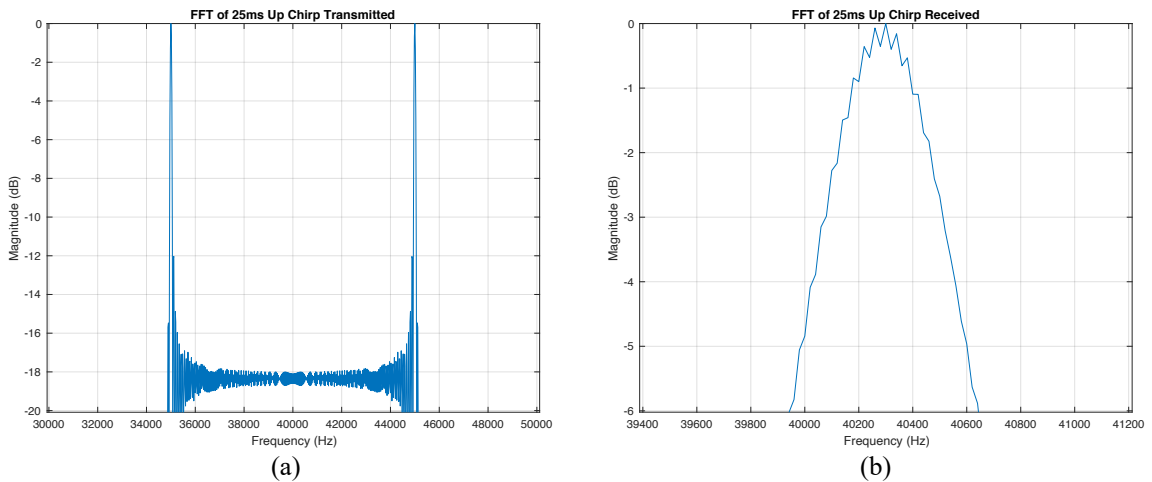 FFT of 25ms Up Chirp Transmitted
0
-2
-4
-6
-8
-10
-12
-14
-16
-18
-20
Magnitude (dB)
30000 32000 34000 36000 38000 40000 42000 44000 46000 48000 50000
Frequency (Hz)
(a)
FFT of 25ms Up Chirp Received
0
-1
-2
-3
-4
-5
-6
Magnitude (dB)
39400 39600 39800 40000 40200 40400 40600 40800 41000 41200
Frequency (Hz)
(b)